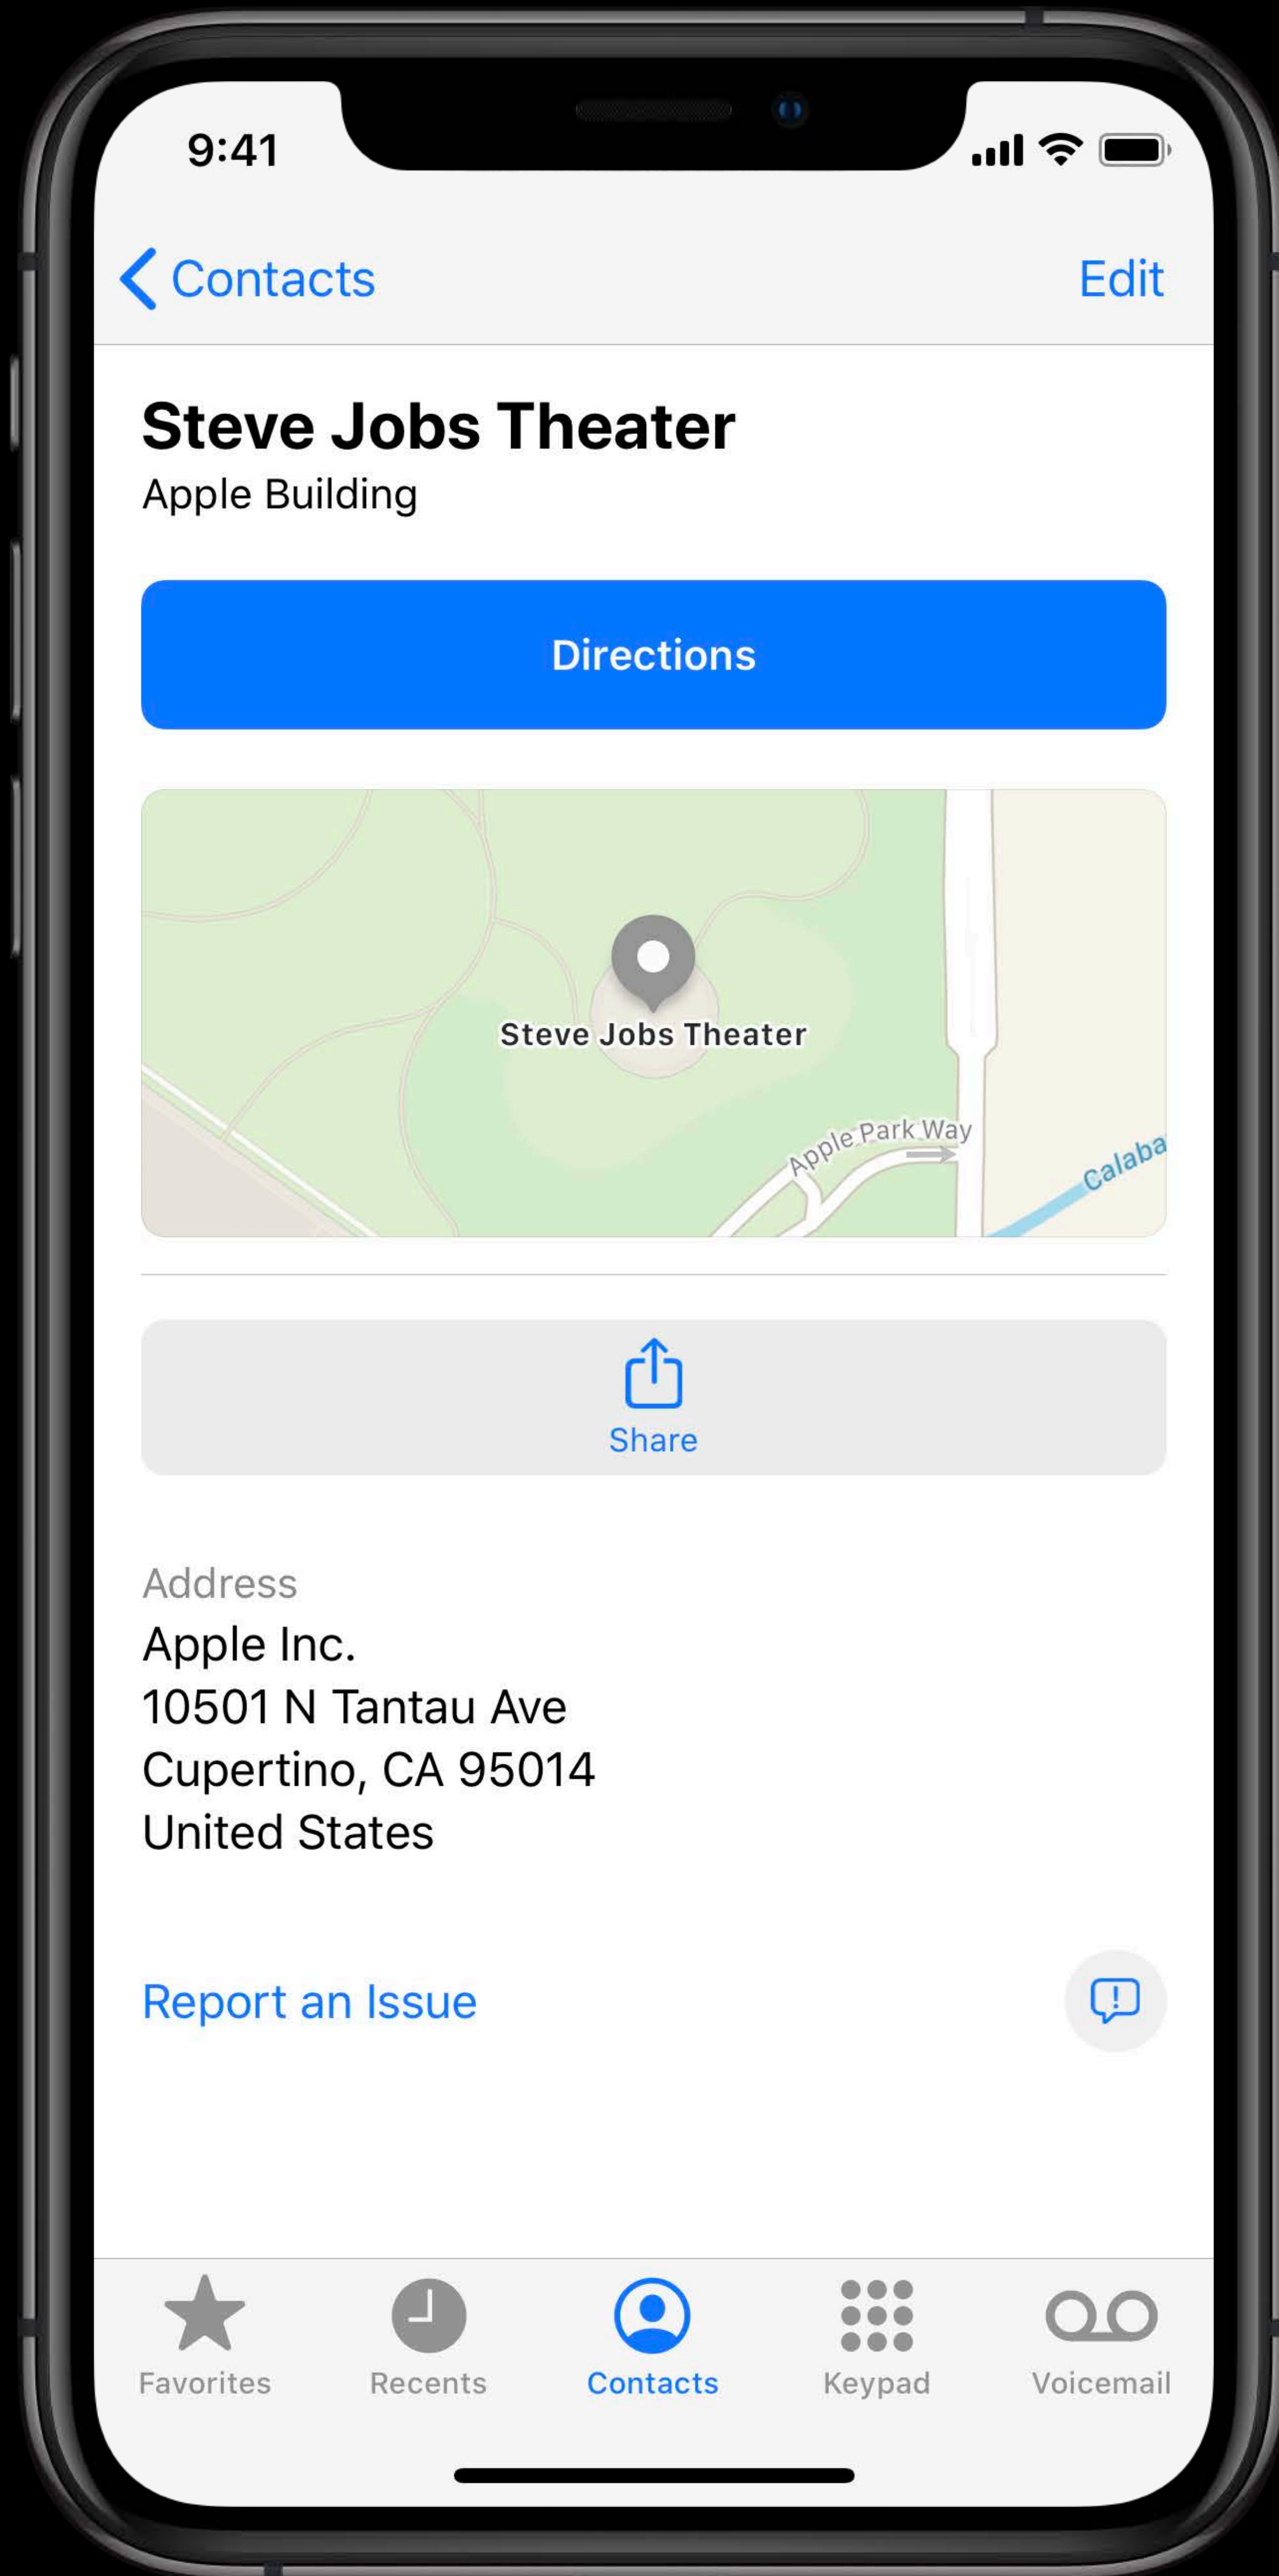 9:41
Contacts
Edit
Steve Jobs Theater
Apple Building
Directions
Steve Jobs Theater
Apple Park Way
Calaba
Share
Address
Apple Inc.
10501 N Tantau Ave
Cupertino, CA 95014
United States
Report an Issue
Favorites
Recents
Contacts
Keypad
Voicemail